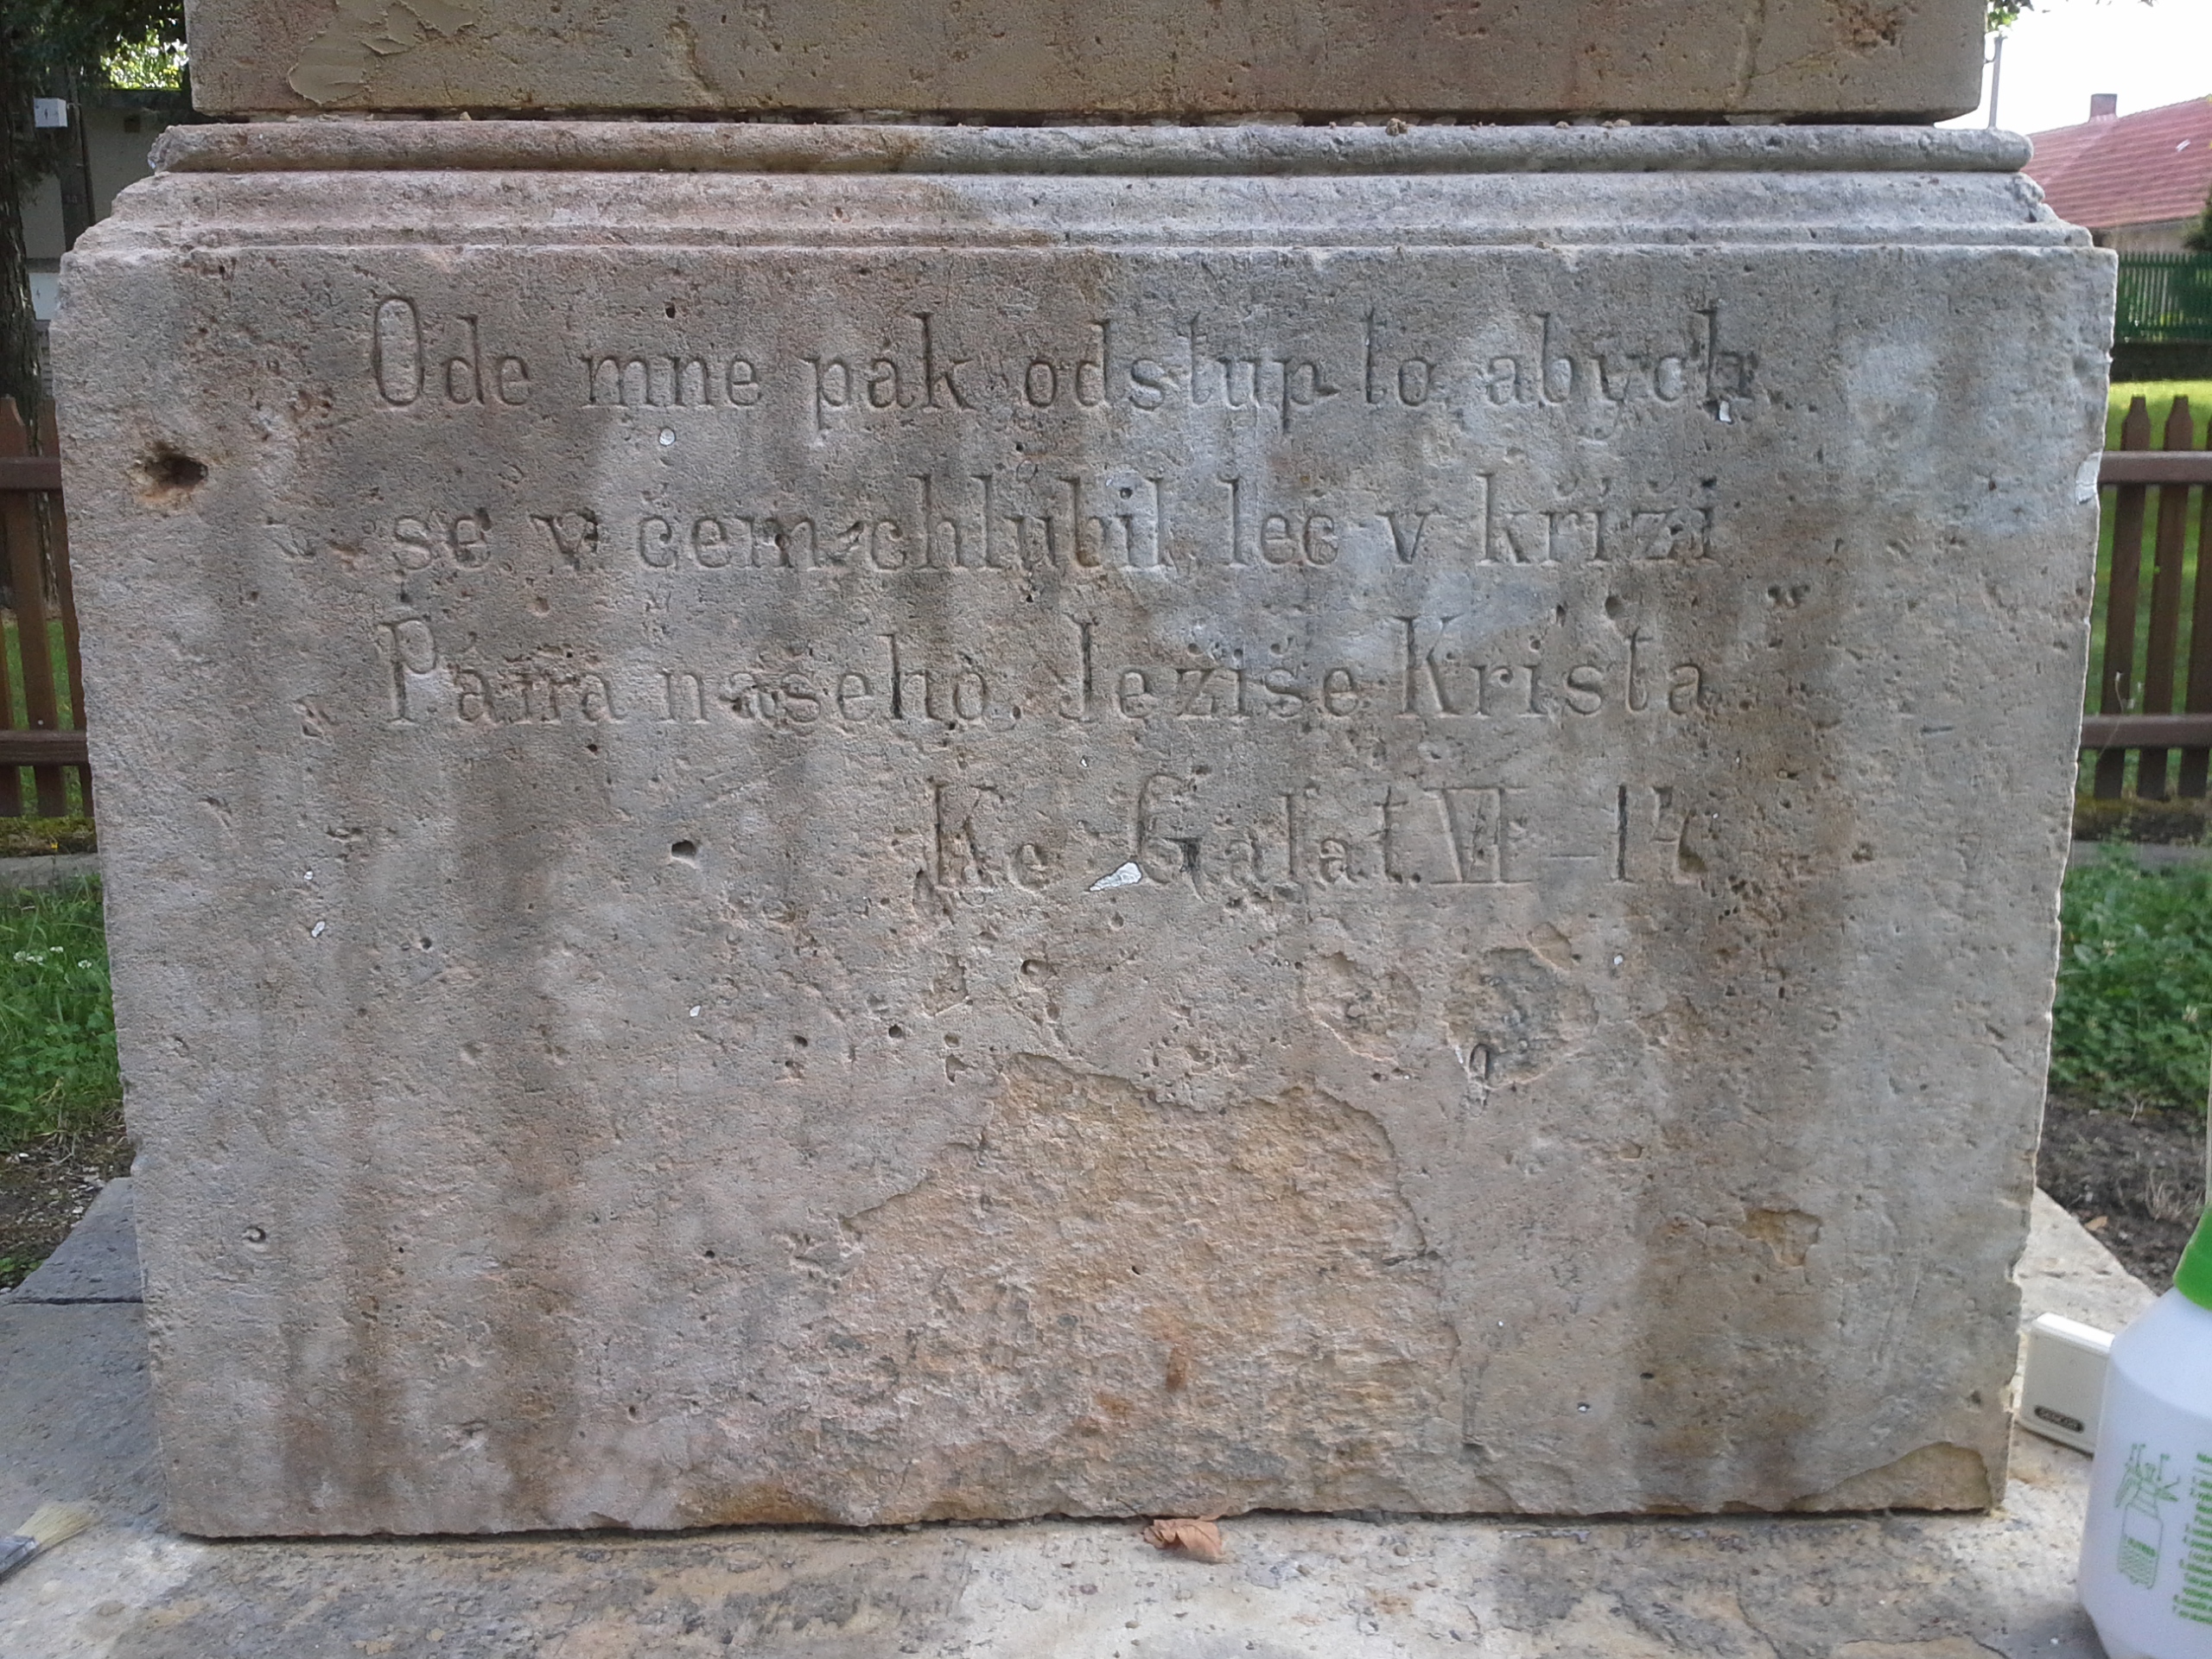 Ode mne pák odstup to abych
se v čem chlubil leč v kříži
Pána našeho. Ježíše Krista
Ke Galat. VI – 14
SENCOR